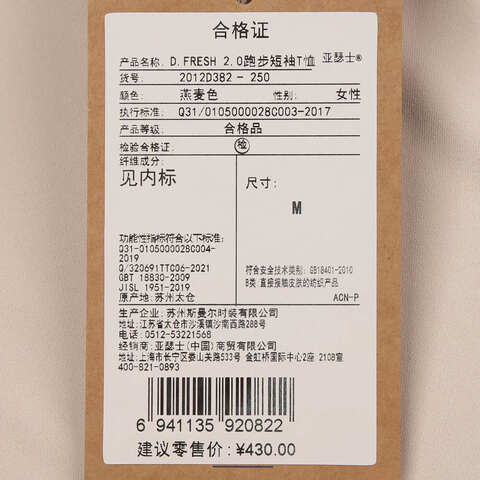 合格证
产品名称: D.FRESH 2.0跑步短袖T恤 亚瑟士®
货号: 2012D382 - 250
颜色: 燕麦色 性别: 女性
执行标准: Q31/0105000028C003-2017
产品等级: 合格品
检验合格证: 检
纤维成分:
见内标
尺寸:
M
功能性指标符合以下标准:
Q31-0105000028C004-
2019
Q/320691TTC06-2021
GBT 18830-2009
JISL 1951-2019
原产地: 苏州太仓
符合安全技术类别: GB18401-2010
B类 直接接触皮肤的纺织产品
ACN-P
生产企业: 苏州斯曼尔时装有限公司
地址:江苏省太仓市沙溪镇沙南西路288号
电话:0512-53221568
经销商: 亚瑟士(中国)商贸有限公司
地址:上海市长宁区娄山关路533号 金虹桥国际中心2座 2108室
400-821-0893
6 941135 920822
建议零售价: ¥430.00